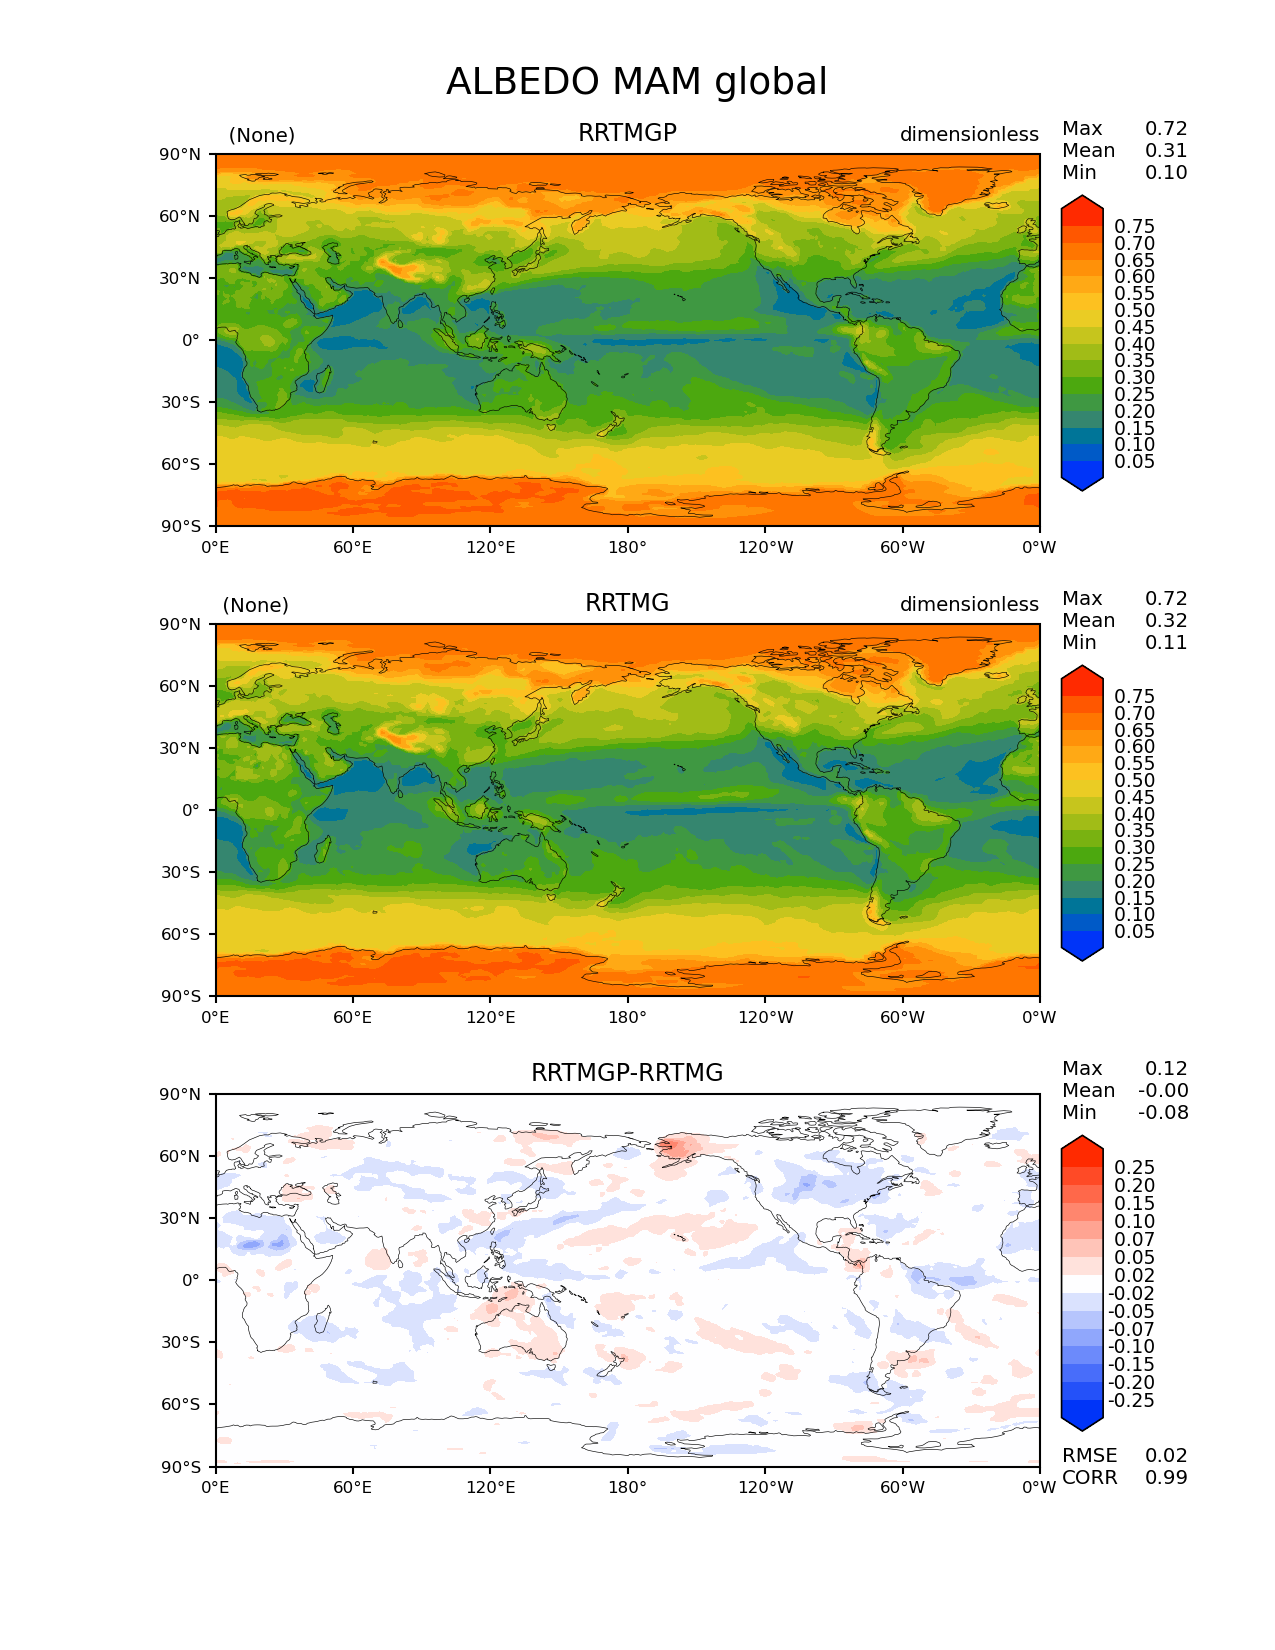 ALBEDO MAM global
(None) RRTMGP dimensionless
Max 0.72
Mean 0.31
Min 0.10
90°N
60°N
30°N
0°
30°S
60°S
90°S
0°E 60°E 120°E 180° 120°W 60°W 0°W
0.75
0.70
0.65
0.60
0.55
0.50
0.45
0.40
0.35
0.30
0.25
0.20
0.15
0.10
0.05
(None) RRTMG dimensionless
Max 0.72
Mean 0.32
Min 0.11
90°N
60°N
30°N
0°
30°S
60°S
90°S
0°E 60°E 120°E 180° 120°W 60°W 0°W
0.75
0.70
0.65
0.60
0.55
0.50
0.45
0.40
0.35
0.30
0.25
0.20
0.15
0.10
0.05
RRTMGP-RRTMG
Max 0.12
Mean -0.00
Min -0.08
90°N
60°N
30°N
0°
30°S
60°S
90°S
0°E 60°E 120°E 180° 120°W 60°W 0°W
0.25
0.20
0.15
0.10
0.07
0.05
0.02
-0.02
-0.05
-0.07
-0.10
-0.15
-0.20
-0.25
RMSE 0.02
CORR 0.99